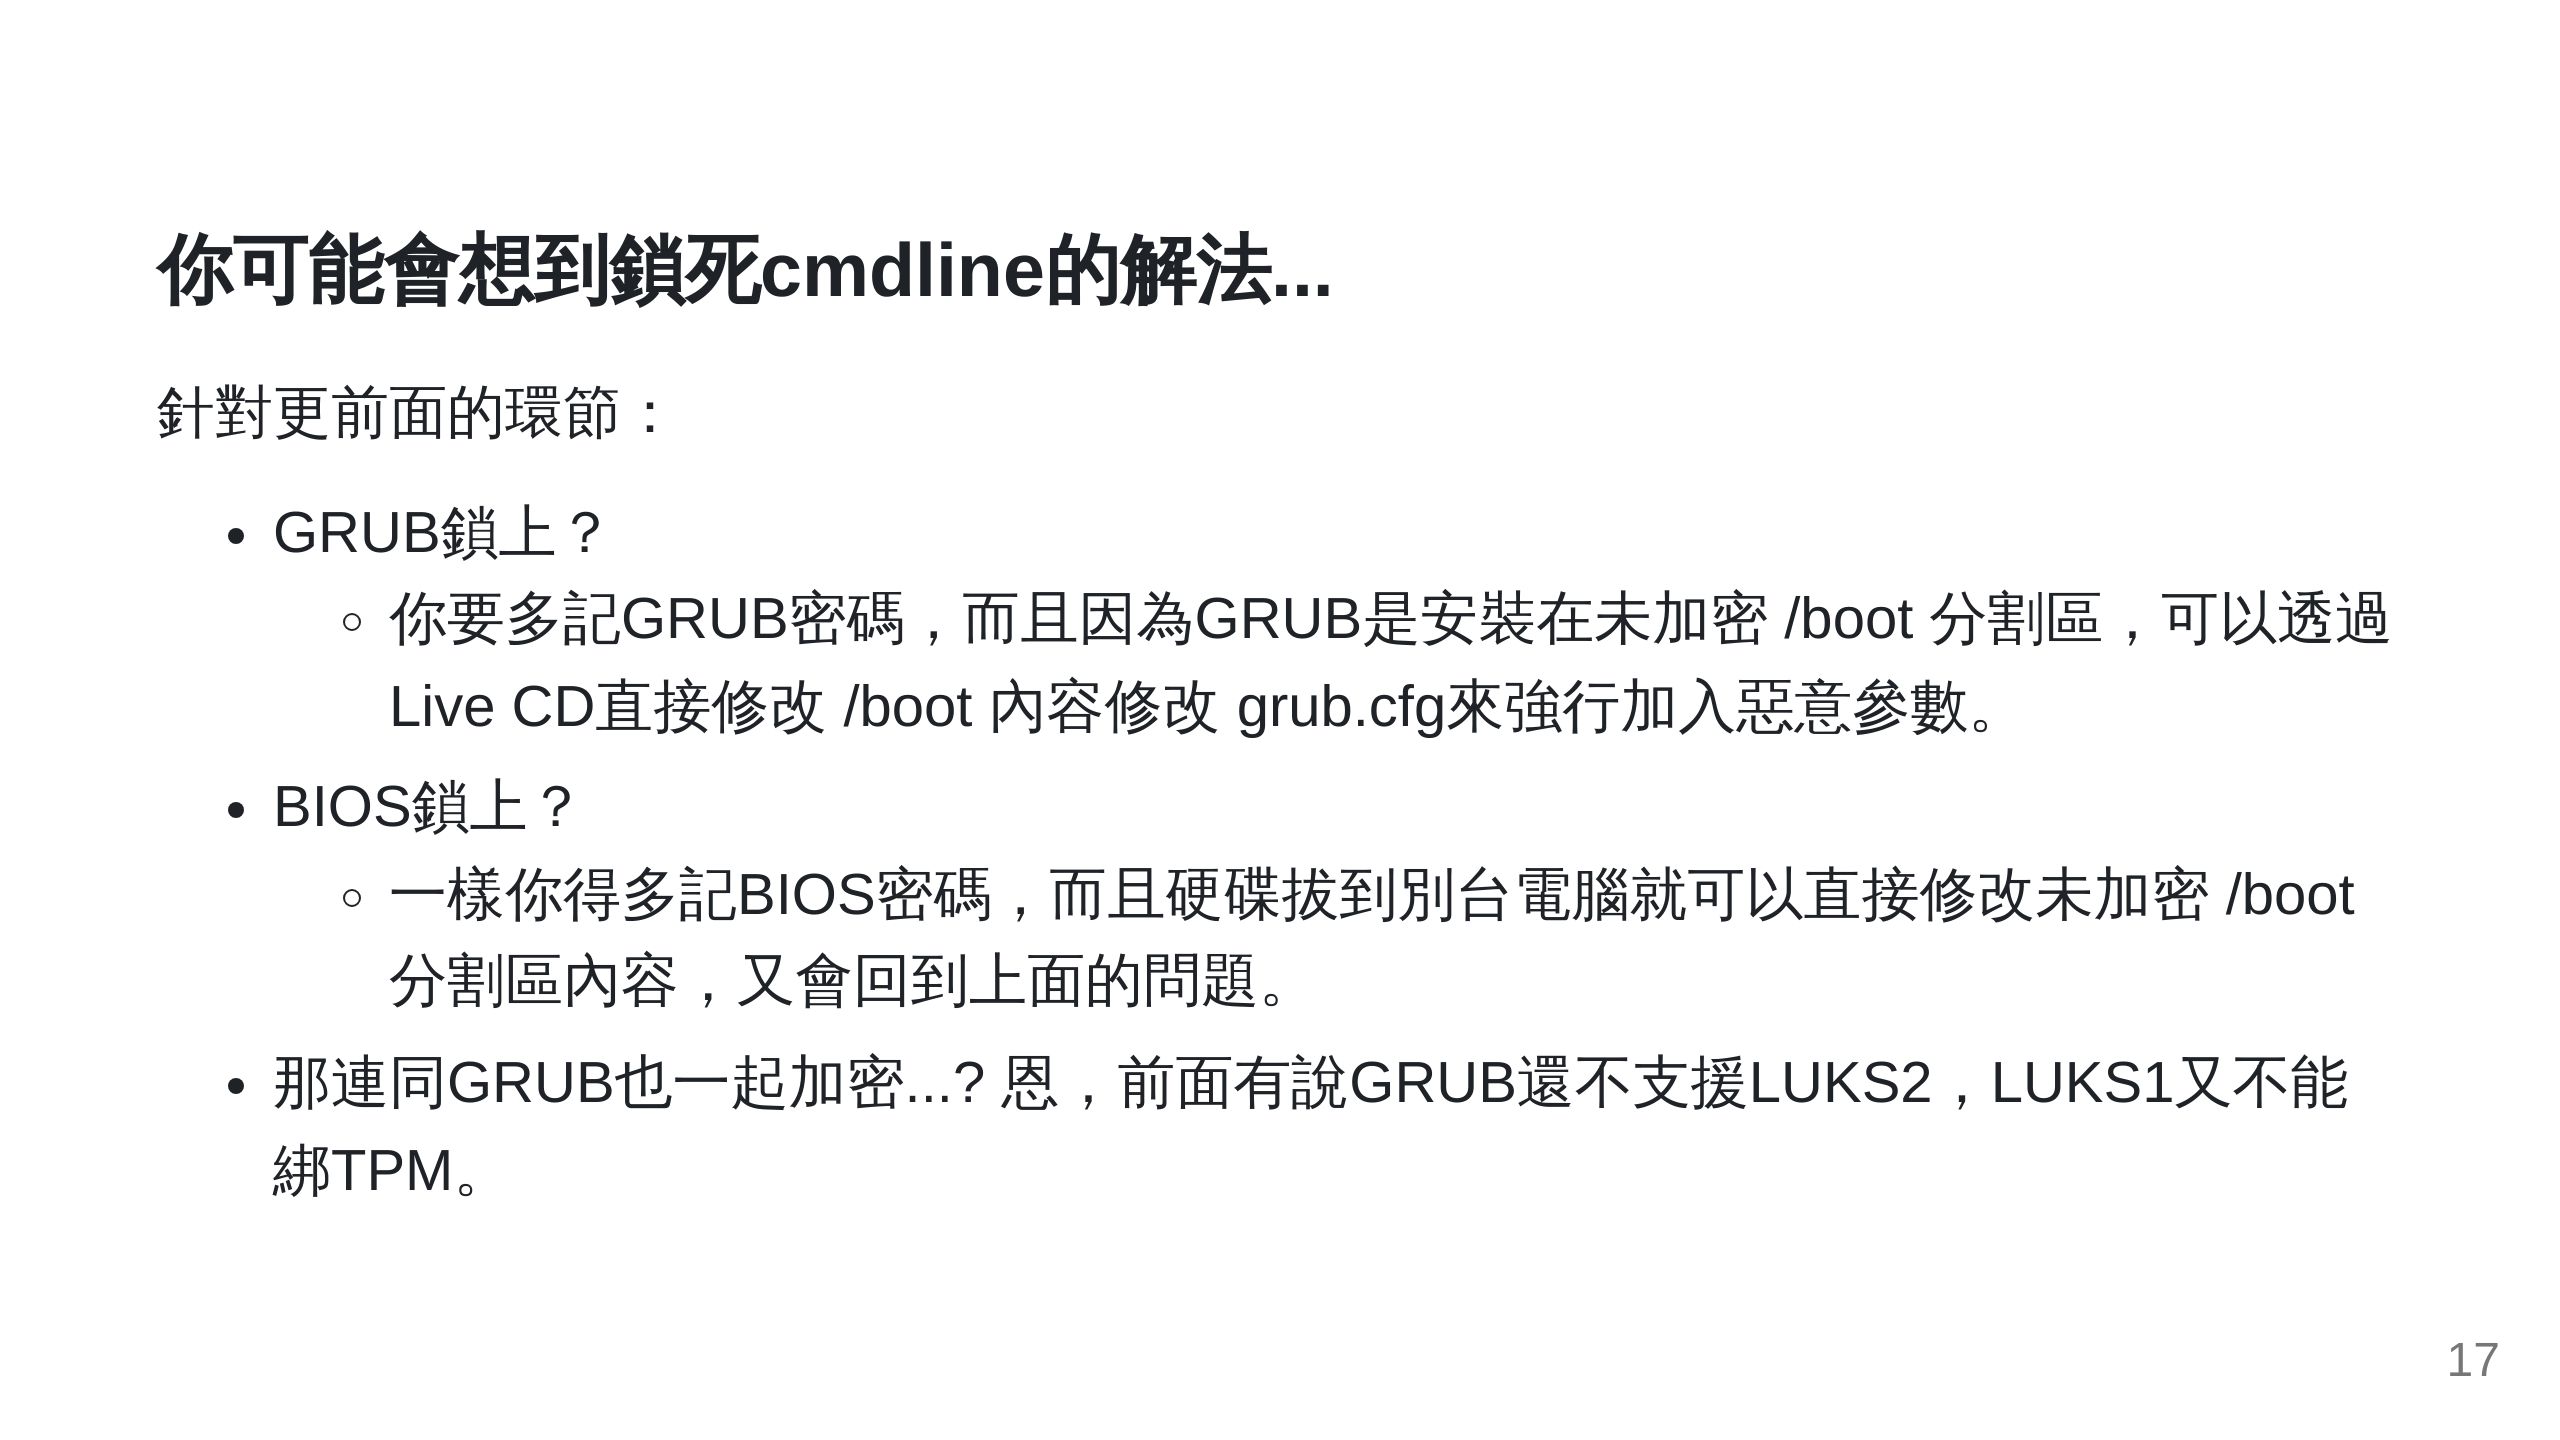 你可能會想到鎖死cmdline的解法...
針對更前面的環節：
• GRUB鎖上？
◦ 你要多記GRUB密碼，而且因為GRUB是安裝在未加密 /boot 分割區，可以透過
Live CD直接修改 /boot 內容修改 grub.cfg來強行加入惡意參數。
• BIOS鎖上？
◦ 一樣你得多記BIOS密碼，而且硬碟拔到別台電腦就可以直接修改未加密 /boot
分割區內容，又會回到上面的問題。
• 那連同GRUB也一起加密...? 恩，前面有說GRUB還不支援LUKS2，LUKS1又不能
綁TPM。
17